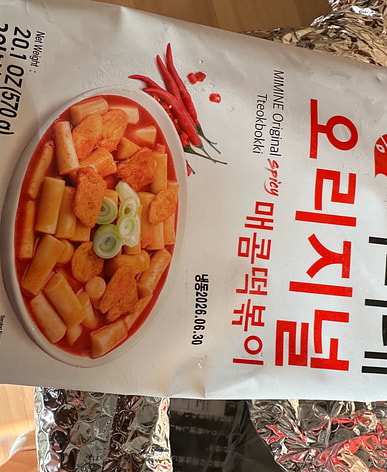 오리지널
MIMINE Original
Tteokbokki
spicy
매콤떡볶이
냉동2026.06.30
Net Weight :
20.1 OZ (570g)